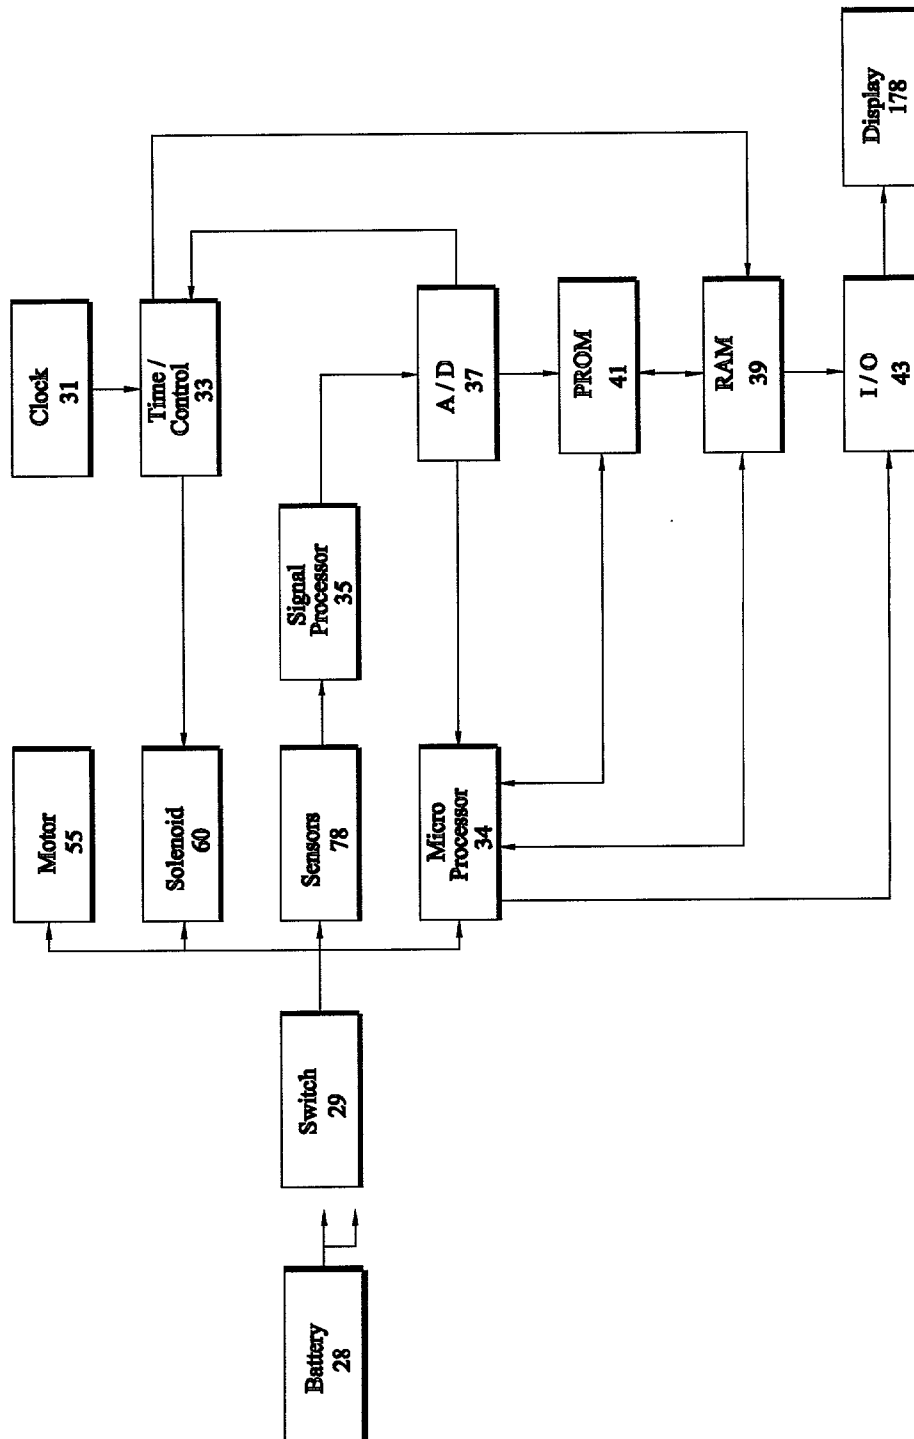 Battery
28
Switch
29
Motor
55
Solenoid
60
Sensors
78
Micro
Processor
34
Signal
Processor
35
Clock
31
Time /
Control
33
A / D
37
PROM
41
RAM
39
I / O
43
Display
178